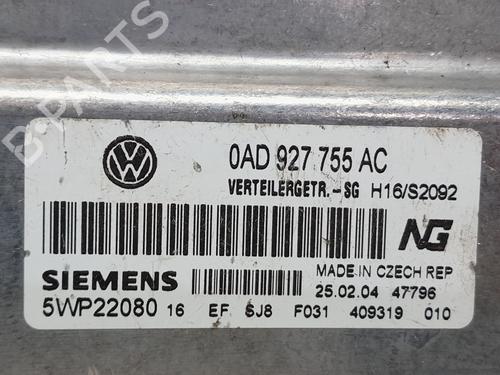 B-PARTS
VW
0AD 927 755 AC
VERTEILERGETR.-SG H16/S2092
NG
SIEMENS
MADE IN CZECH REP
25.02.04 47796
5WP22080 16 EF SJ8 F031 409319 010